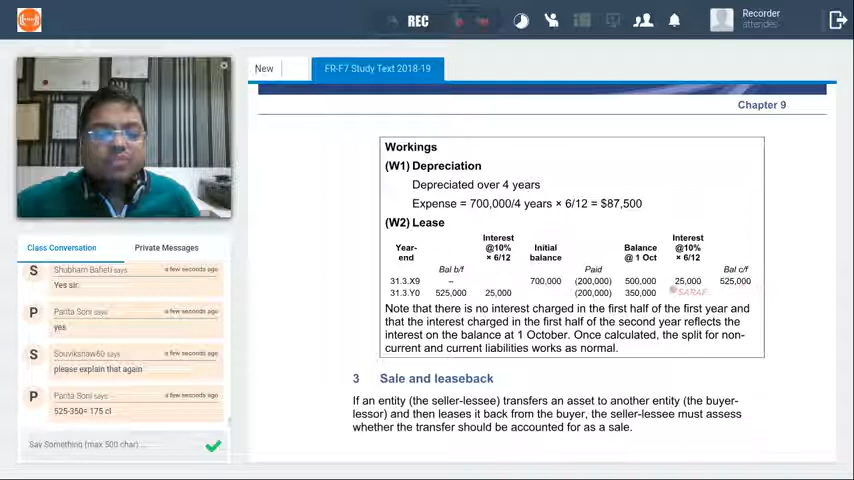 REC
Recorder
attendes
New
FR-F7 Study Text 2018-19
Chapter 9
Workings
(W1) Depreciation
Depreciated over 4 years
Expense = 700,000/4 years × 6/12 = $87,500
(W2) Lease
Year-end Interest @10% × 6/12 Initial balance Balance @ 1 Oct Interest @10% × 6/12
Bal b/f Paid Bal c/f
31.3.X9 – 700,000 (200,000) 500,000 25,000 525,000
31.3.Y0 525,000 25,000 (200,000) 350,000 SARAF
Note that there is no interest charged in the first half of the first year and
that the interest charged in the first half of the second year reflects the
interest on the balance at 1 October. Once calculated, the split for non-
current and current liabilities works as normal.
3 Sale and leaseback
If an entity (the seller-lessee) transfers an asset to another entity (the buyer-
lessor) and then leases it back from the buyer, the seller-lessee must assess
whether the transfer should be accounted for as a sale.
Class Conversation Private Messages
S Shubham Bafleti says a few seconds ago
Yes sir.
P Parita Soni says a few seconds ago
yes
S Souvikshaw60 says a few seconds ago
please explain that again
P Parita Soni says a few seconds ago
525-350= 175 cl
Say Something (max 500 char) ...